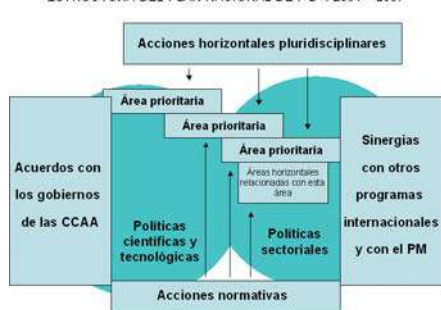 Acciones horizontales pluridisciplinares
Área prioritaria
Área prioritaria
Área prioritaria
Áreas horizontales
relacionadas con esta
área
Acuerdos con
los gobiernos
de las CCAA
Sinergias
con otros
programas
internacionales
y con el PM
Políticas
científicas y
tecnológicas
Políticas
sectoriales
Acciones normativas